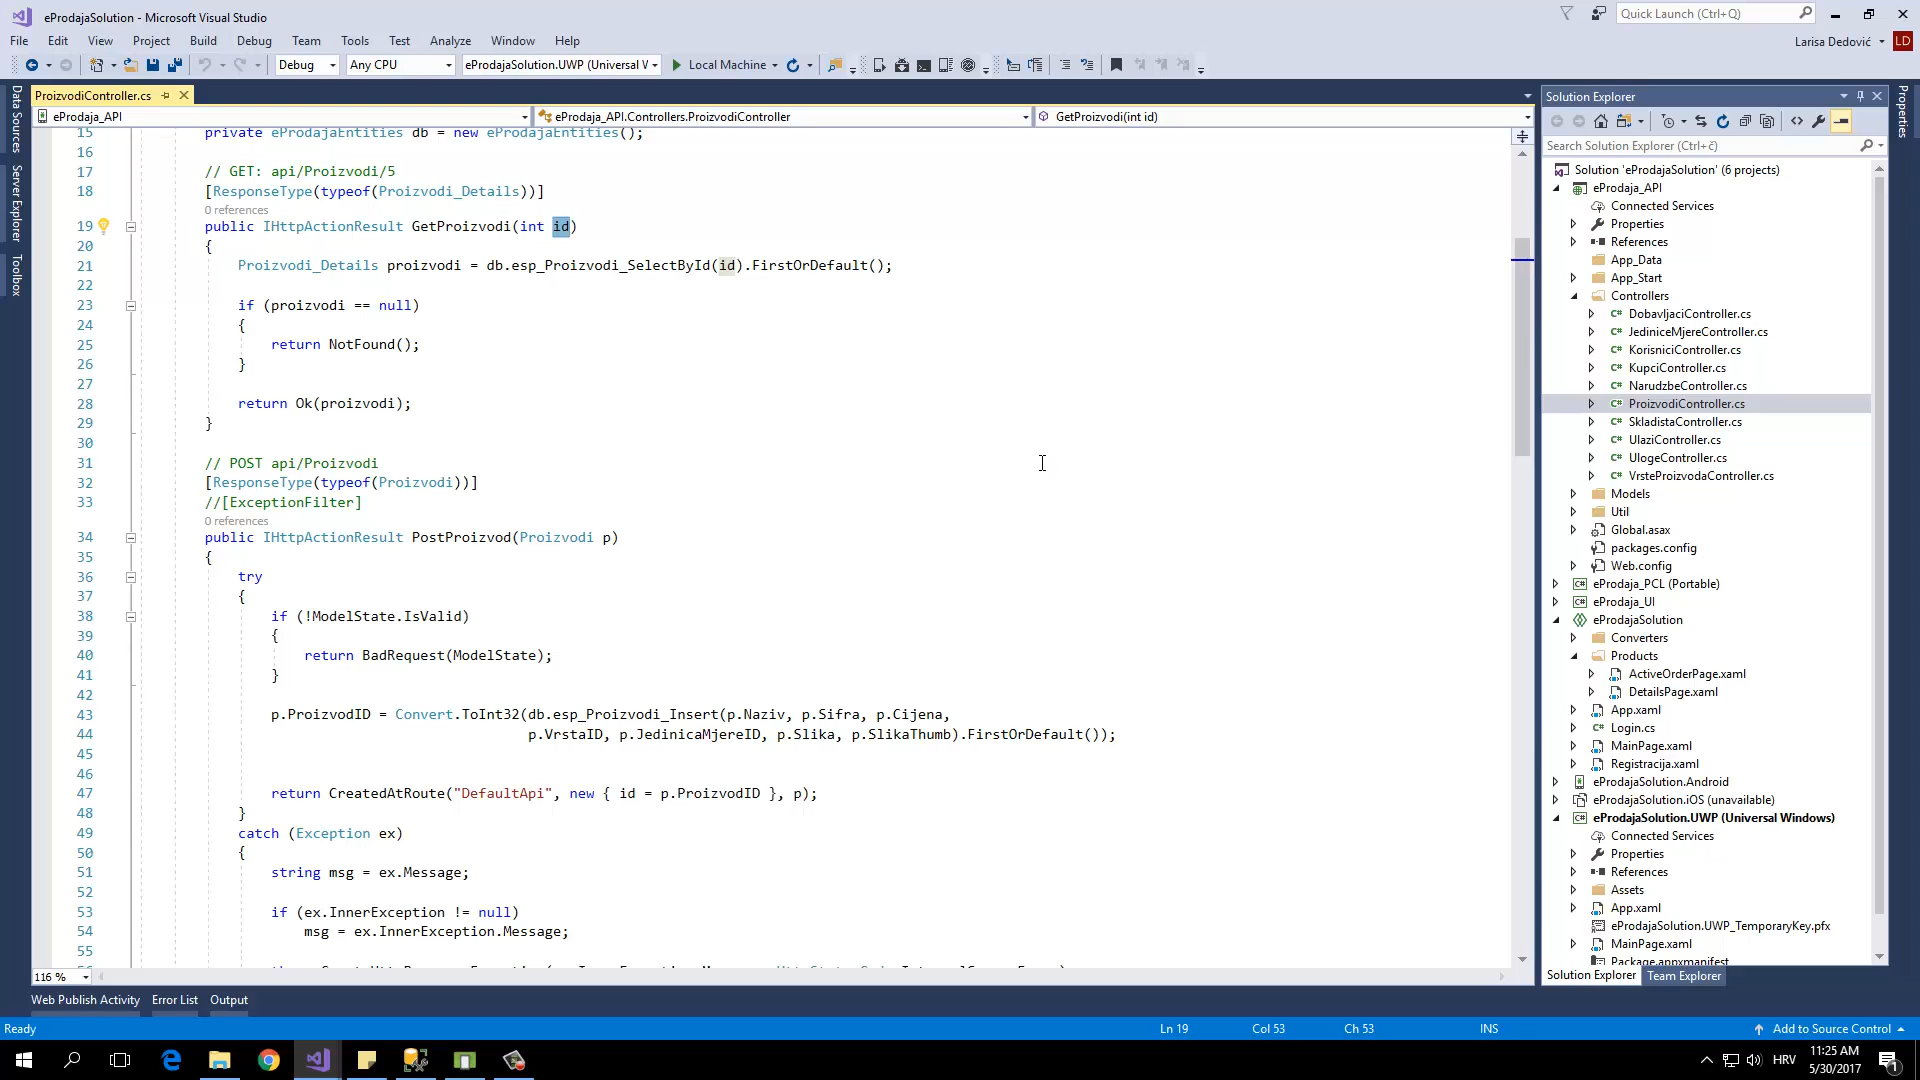 eProdajaSolution - Microsoft Visual Studio
Quick Launch (Ctrl+Q)
File Edit View Project Build Debug Team Tools Test Analyze Window Help
Larisa Dedović
LD
Debug Any CPU eProdajaSolution.UWP (Universal V Local Machine
Data Sources
Server Explorer
Toolbox
ProizvodiController.cs
eProdaja_API eProdaja_API.Controllers.ProizvodiController GetProizvodi(int id)
15 private eProdajaEntities db = new eProdajaEntities();
16
17 // GET: api/Proizvodi/5
18 [ResponseType(typeof(Proizvodi_Details))]
0 references
19 public IHttpActionResult GetProizvodi(int id)
20 {
21 Proizvodi_Details proizvodi = db.esp_Proizvodi_SelectById(id).FirstOrDefault();
22
23 if (proizvodi == null)
24 {
25 return NotFound();
26 }
27
28 return Ok(proizvodi);
29 }
30
31 // POST api/Proizvodi
32 [ResponseType(typeof(Proizvodi))]
33 //[ExceptionFilter]
0 references
34 public IHttpActionResult PostProizvod(Proizvodi p)
35 {
36 try
37 {
38 if (!ModelState.IsValid)
39 {
40 return BadRequest(ModelState);
41 }
42
43 p.ProizvodID = Convert.ToInt32(db.esp_Proizvodi_Insert(p.Naziv, p.Sifra, p.Cijena,
44 p.VrstaID, p.JedinicaMjereID, p.Slika, p.SlikaThumb).FirstOrDefault());
45
46
47 return CreatedAtRoute("DefaultApi", new { id = p.ProizvodID }, p);
48 }
49 catch (Exception ex)
50 {
51 string msg = ex.Message;
52
53 if (ex.InnerException != null)
54 msg = ex.InnerException.Message;
55
116 %
Solution Explorer
Search Solution Explorer (Ctrl+č)
Solution 'eProdajaSolution' (6 projects)
eProdaja_API
Connected Services
Properties
References
App_Data
App_Start
Controllers
C# DobavljaciController.cs
C# JediniceMjereController.cs
C# KorisniciController.cs
C# KupciController.cs
C# NarudzbeController.cs
C# ProizvodiController.cs
C# SkladistaController.cs
C# UlaziController.cs
C# UlogeController.cs
C# VrsteProizvodaController.cs
Models
Util
Global.asax
packages.config
Web.config
eProdaja_PCL (Portable)
eProdaja_UI
eProdajaSolution
Converters
Products
ActiveOrderPage.xaml
DetailsPage.xaml
App.xaml
C# Login.cs
MainPage.xaml
Registracija.xaml
eProdajaSolution.Android
eProdajaSolution.iOS (unavailable)
eProdajaSolution.UWP (Universal Windows)
Connected Services
Properties
References
Assets
App.xaml
eProdajaSolution.UWP_TemporaryKey.pfx
MainPage.xaml
Package.appxmanifest
Solution Explorer Team Explorer
Properties
Web Publish Activity Error List Output
Ready Ln 19 Col 53 Ch 53 INS Add to Source Control
HRV
11:25 AM
5/30/2017
1